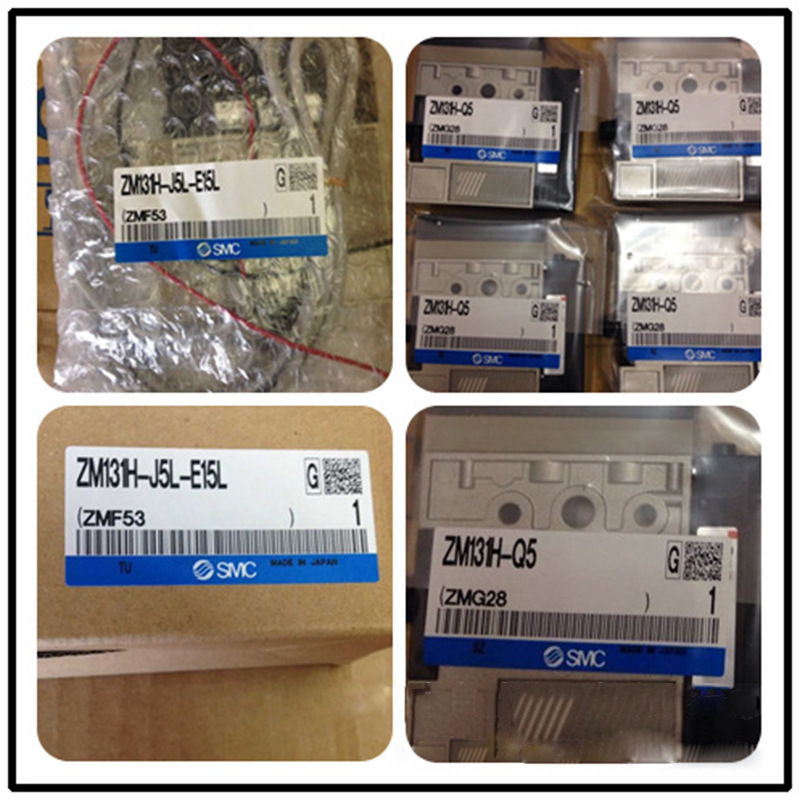 ZM131H-J5L-E15L
G
(ZMF53 )
1
TU SMC MADE IN JAPAN
ZM131H-Q5
G
(ZMG28 )
1
SMC
ZM131H-Q5
G
(ZMG28 )
1
SMC
ZM131H-Q5
G
(ZMG28 )
1
SMC
ZM131H-Q5
G
(ZMG28 )
1
SMC
ZM131H-J5L-E15L
G
(ZMF53 )
1
TU SMC MADE IN JAPAN
ZM131H-Q5
G
(ZMG28 )
1
SZ SMC MADE IN JAPAN